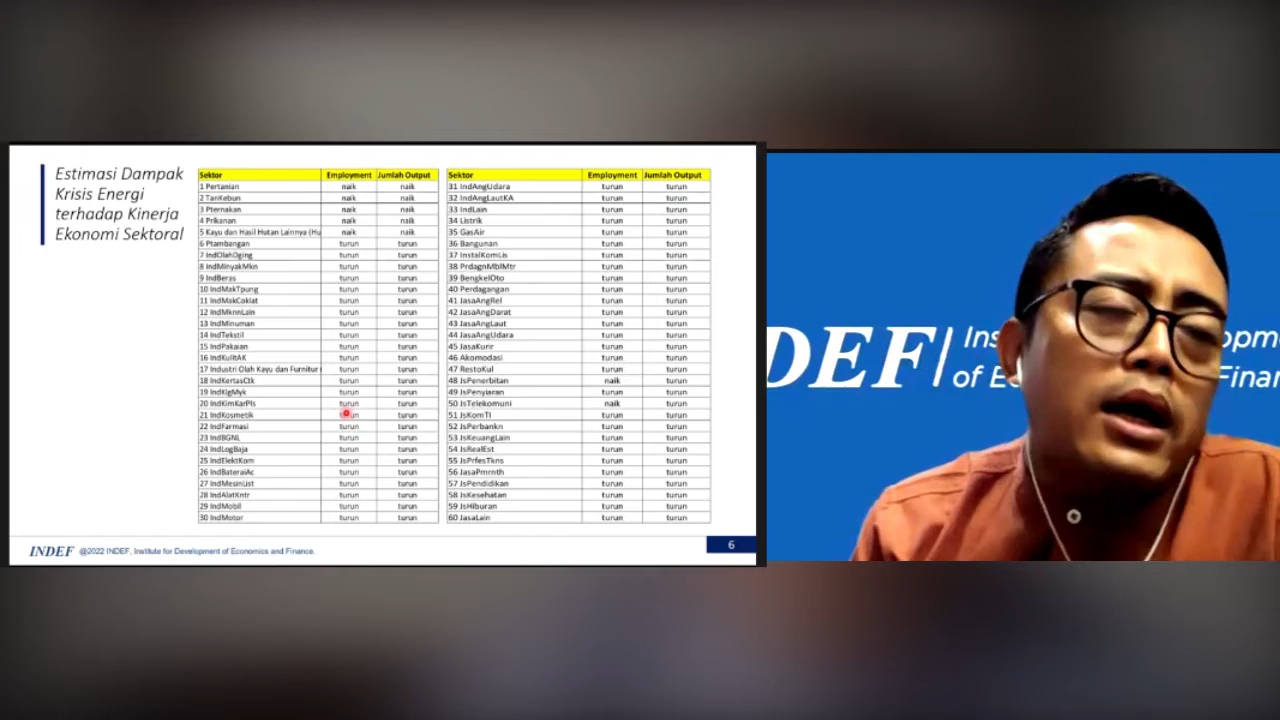 Estimasi Dampak
Krisis Energi
terhadap Kinerja
Ekonomi Sektoral
Sektor Employment Jumlah Output
1 Pertanian naik naik
2 TanKebun naik naik
3 Pternakan naik naik
4 Prikanan naik naik
5 Kayu dan Hasil Hutan Lainnya (Hu naik naik
6 Ptambangan turun turun
7 IndOlahDging turun turun
8 IndMinyakMkn turun turun
9 IndBeras turun turun
10 IndMakTpung turun turun
11 IndMakCoklat turun turun
12 IndMknnLain turun turun
13 IndMinuman turun turun
14 IndTekstil turun turun
15 IndPakaian turun turun
16 IndKulitAK turun turun
17 Industri Olah Kayu dan Furnitur turun turun
18 IndKertasCtk turun turun
19 IndKlgMyk turun turun
20 IndKimKarPls turun turun
21 IndKosmetik turun turun
22 IndFarmasi turun turun
23 IndBGNL turun turun
24 IndLogBaja turun turun
25 IndElektKom turun turun
26 IndBateraiAc turun turun
27 IndMesinList turun turun
28 IndAlatKntr turun turun
29 IndMobil turun turun
30 IndMotor turun turun
Sektor Employment Jumlah Output
31 IndAngUdara turun turun
32 IndAngLautKA turun turun
33 IndLain turun turun
34 Listrik turun turun
35 GasAir turun turun
36 Bangunan turun turun
37 InstalKomLis turun turun
38 PrdagnMblMtr turun turun
39 BengkelOto turun turun
40 Perdagangan turun turun
41 JasaAngRel turun turun
42 JasaAngDarat turun turun
43 JasaAngLaut turun turun
44 JasaAngUdara turun turun
45 JasaKurir turun turun
46 Akomodasi turun turun
47 RestoKul turun turun
48 JsPenerbitan naik turun
49 JsPenyiaran turun turun
50 JsTelekomuni naik turun
51 JsKomTI turun turun
52 JsPerbankn turun turun
53 JsKeuangLain turun turun
54 JsRealEst turun turun
55 JsPrfesTkns turun turun
56 JasaPmrnth turun turun
57 JsPendidikan turun turun
58 JsKesehatan turun turun
59 JsHiburan turun turun
60 JasaLain turun turun
INDEF @2022 INDEF, Institute for Development of Economics and Finance.
6
DEF
Ins opm
of E Finan